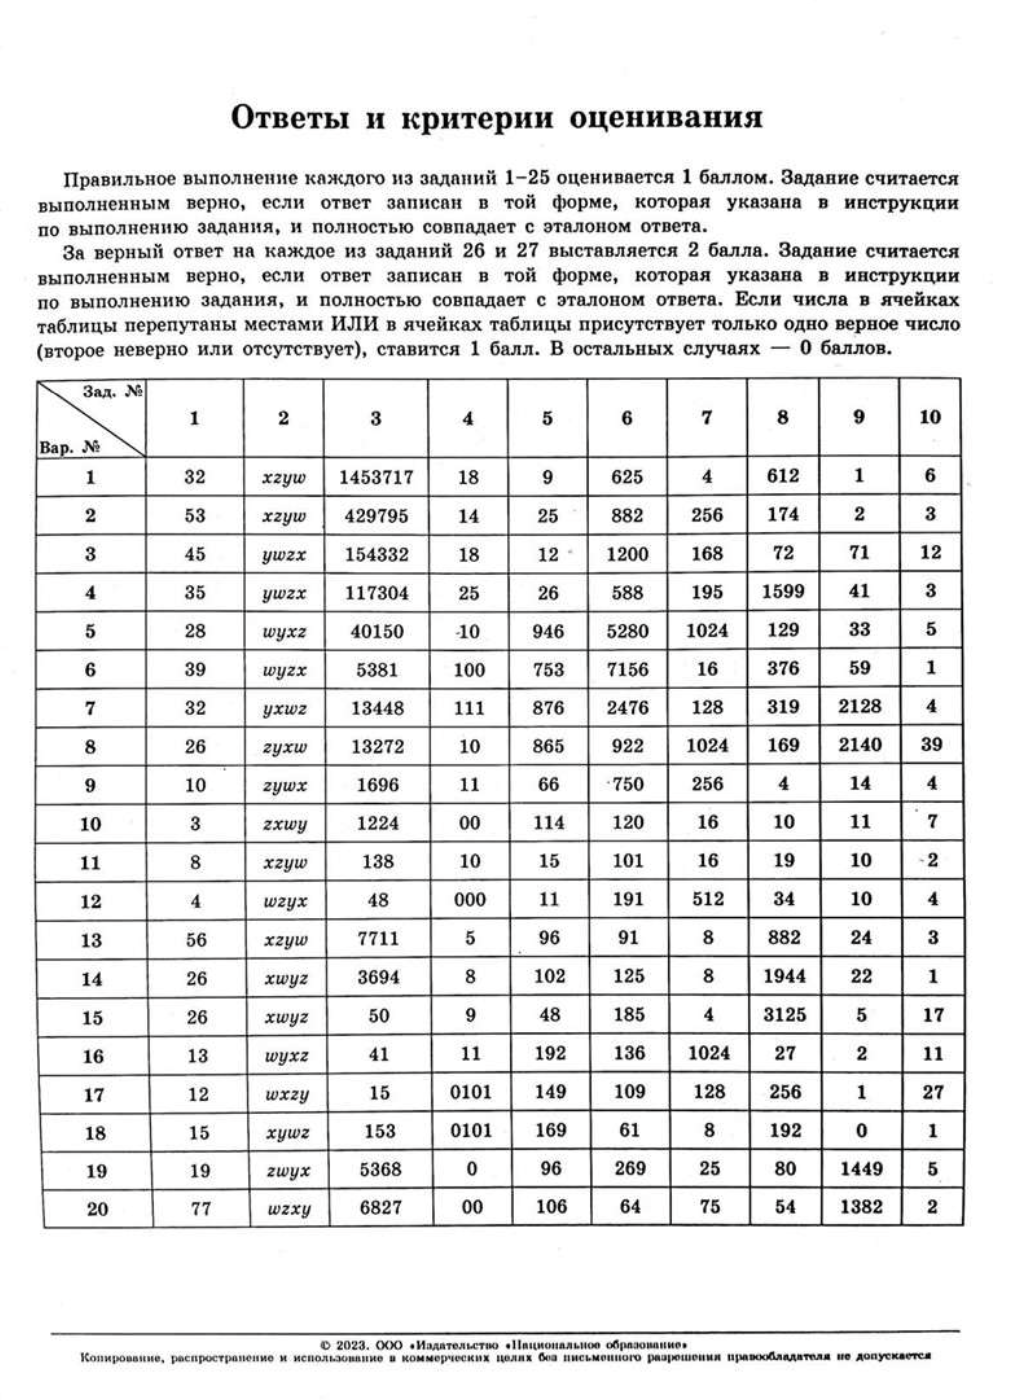 Ответы и критерии оценивания
Правильное выполнение каждого из заданий 1–25 оценивается 1 баллом. Задание считается
выполненным верно, если ответ записан в той форме, которая указана в инструкции
по выполнению задания, и полностью совпадает с эталоном ответа.
За верный ответ на каждое из заданий 26 и 27 выставляется 2 балла. Задание считается
выполненным верно, если ответ записан в той форме, которая указана в инструкции
по выполнению задания, и полностью совпадает с эталоном ответа. Если числа в ячейках
таблицы перепутаны местами ИЛИ в ячейках таблицы присутствует только одно верное число
(второе неверно или отсутствует), ставится 1 балл. В остальных случаях — 0 баллов.
Зад. №
Вар. № 1 2 3 4 5 6 7 8 9 10
1 32 xzyw 1453717 18 9 625 4 612 1 6
2 53 xzyw 429795 14 25 882 256 174 2 3
3 45 ywzx 154332 18 12 1200 168 72 71 12
4 35 ywzx 117304 25 26 588 195 1599 41 3
5 28 wyxz 40150 10 946 5280 1024 129 33 5
6 39 wyzx 5381 100 753 7156 16 376 59 1
7 32 yxwz 13448 111 876 2476 128 319 2128 4
8 26 zyxw 13272 10 865 922 1024 169 2140 39
9 10 zywx 1696 11 66 750 256 4 14 4
10 3 zxwy 1224 00 114 120 16 10 11 7
11 8 xzyw 138 10 15 101 16 19 10 2
12 4 wzyx 48 000 11 191 512 34 10 4
13 56 xzyw 7711 5 96 91 8 882 24 3
14 26 xwyz 3694 8 102 125 8 1944 22 1
15 26 xwyz 50 9 48 185 4 3125 5 17
16 13 wyxz 41 11 192 136 1024 27 2 11
17 12 wxzy 15 0101 149 109 128 256 1 27
18 15 xywz 153 0101 169 61 8 192 0 1
19 19 zwyx 5368 0 96 269 25 80 1449 5
20 77 wzxy 6827 00 106 64 75 54 1382 2
© 2023. ООО «Издательство «Национальное образование»
Копирование, распространение и использование в коммерческих целях без письменного разрешения правообладателя не допускается